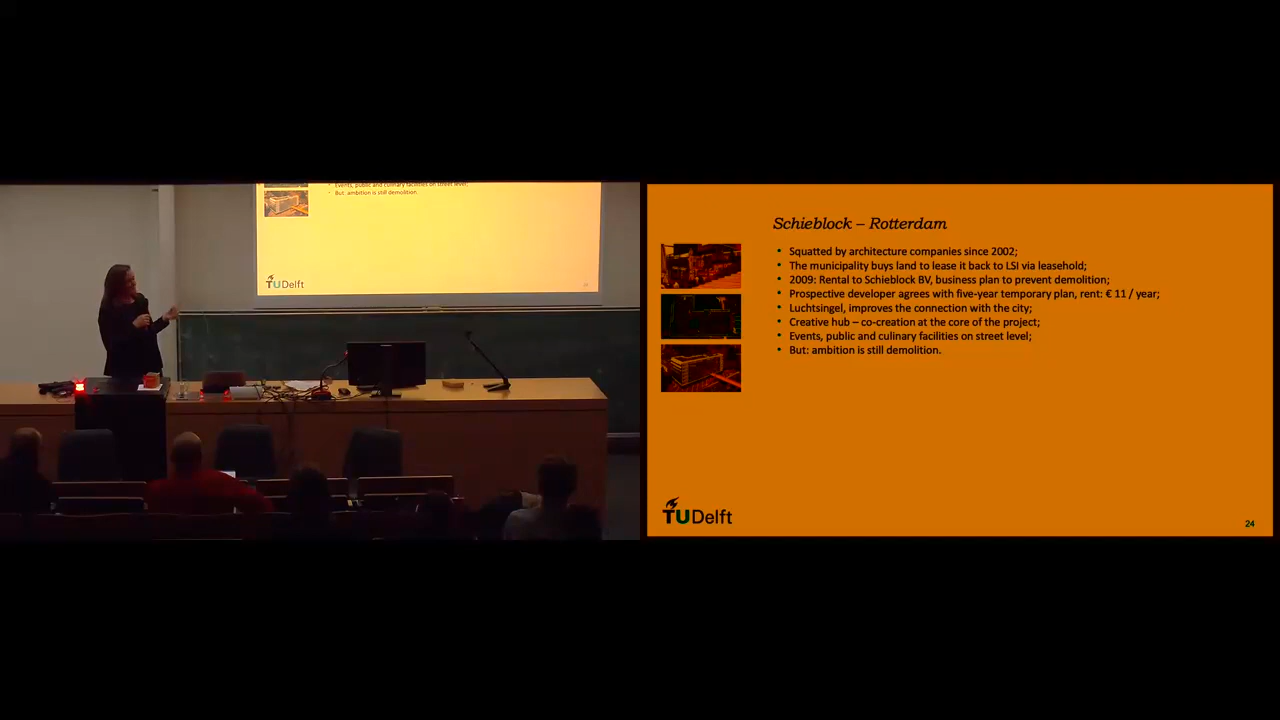 Events, public and culinary facilities on street level;
• But: ambition is still demolition.
TUDelft
Schieblock – Rotterdam
• Squatted by architecture companies since 2002;
• The municipality buys land to lease it back to LSI via leasehold;
• 2009: Rental to Schieblock BV, business plan to prevent demolition;
• Prospective developer agrees with five-year temporary plan, rent: € 11 / year;
• Luchtsingel, improves the connection with the city;
• Creative hub – co-creation at the core of the project;
• Events, public and culinary facilities on street level;
• But: ambition is still demolition.
TUDelft
24